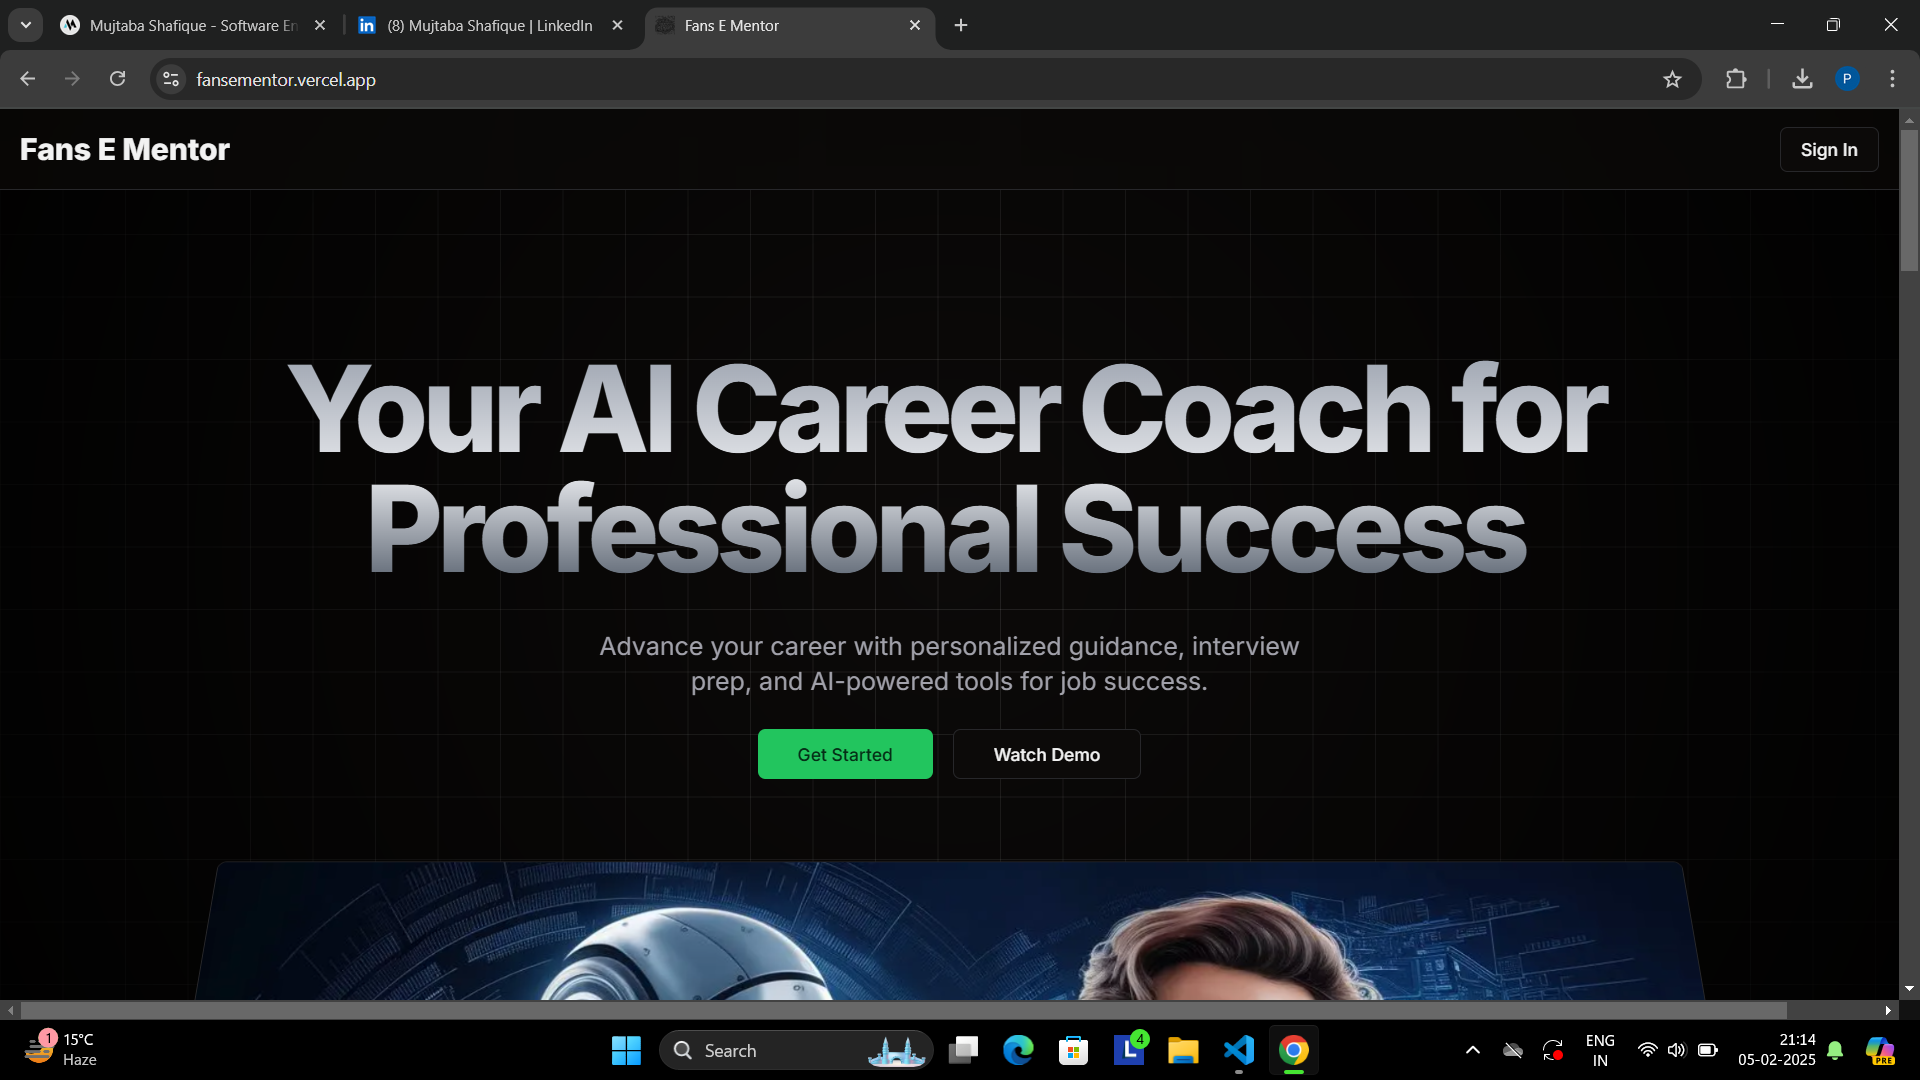 Mujtaba Shafique - Software En
(8) Mujtaba Shafique | LinkedIn
Fans E Mentor
fansementor.vercel.app
P
Fans E Mentor
Sign In
Your AI Career Coach for
Professional Success
Advance your career with personalized guidance, interview
prep, and AI-powered tools for job success.
Get Started
Watch Demo
1
15°C
Haze
Search
L
4
ENG
IN
21:14
05-02-2025
PRE